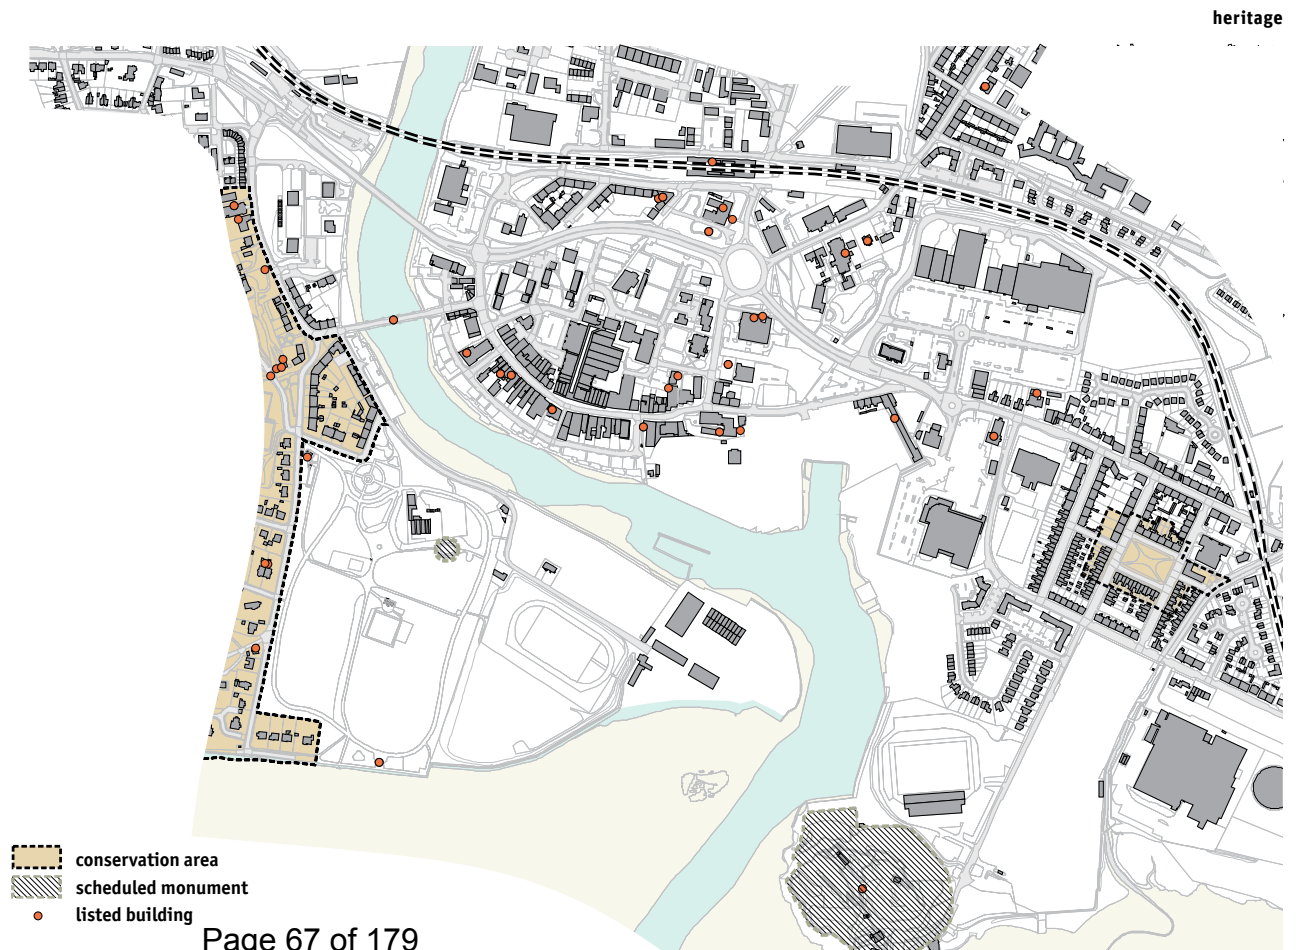 heritage
conservation area
scheduled monument
listed building
Page 67 of 179